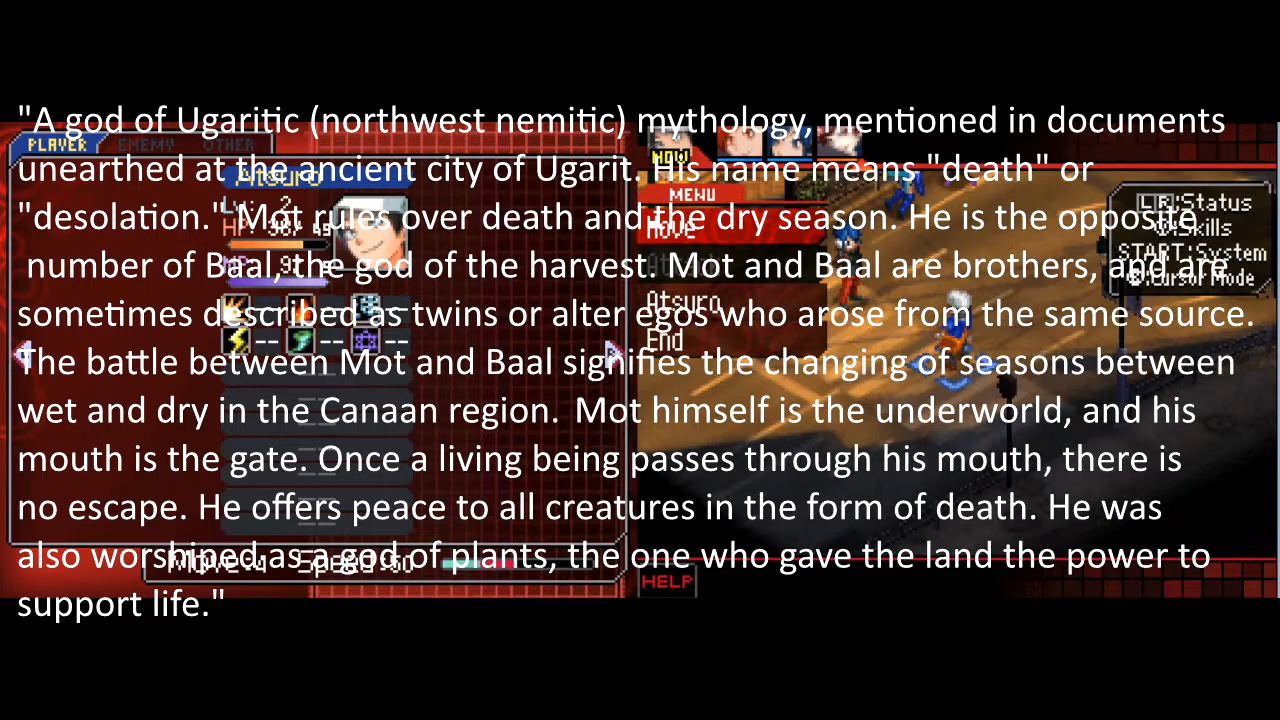 "A god of Ugaritic (northwest nemitic) mythology, mentioned in documents
unearthed at the ancient city of Ugarit. His name means "death" or
"desolation." Mot rules over death and the dry season. He is the opposite
number of Baal, the god of the harvest. Mot and Baal are brothers, and are
sometimes described as twins or alter egos who arose from the same source.
The battle between Mot and Baal signifies the changing of seasons between
wet and dry in the Canaan region.  Mot himself is the underworld, and his
mouth is the gate. Once a living being passes through his mouth, there is
no escape. He offers peace to all creatures in the form of death. He was
also worshiped as a god of plants, the one who gave the land the power to
support life."
PLAYER ENEMY OTHER
Atsuro
Lv: 2
HP:
-- --
-- -- --
Move:4 Speed:
NOW
MENU
Move
Atsuro
End
HELP
L R:Status
:Skills
START:System
:Cursor Mode